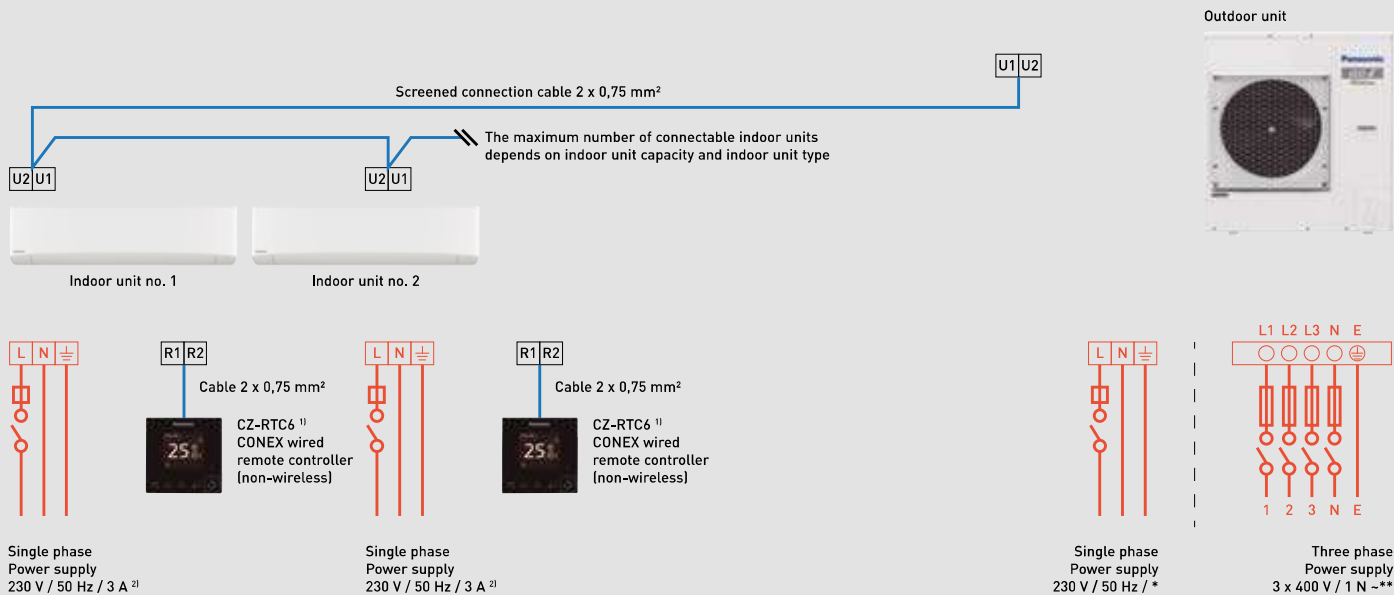 Outdoor unit
Panasonic
U1 U2
Screened connection cable 2 x 0,75 mm²
The maximum number of connectable indoor units
depends on indoor unit capacity and indoor unit type
U2 U1
U2 U1
Indoor unit no. 1
Indoor unit no. 2
L N
R1 R2
Cable 2 x 0,75 mm²
CZ-RTC6 ¹⁾
CONEX wired
remote controller
(non-wireless)
25
L N
R1 R2
Cable 2 x 0,75 mm²
CZ-RTC6 ¹⁾
CONEX wired
remote controller
(non-wireless)
25
L N
L1 L2 L3 N E
1 2 3 N E
Single phase
Power supply
230 V / 50 Hz / 3 A ²⁾
Single phase
Power supply
230 V / 50 Hz / 3 A ²⁾
Single phase
Power supply
230 V / 50 Hz / *
Three phase
Power supply
3 x 400 V / 1 N ~**